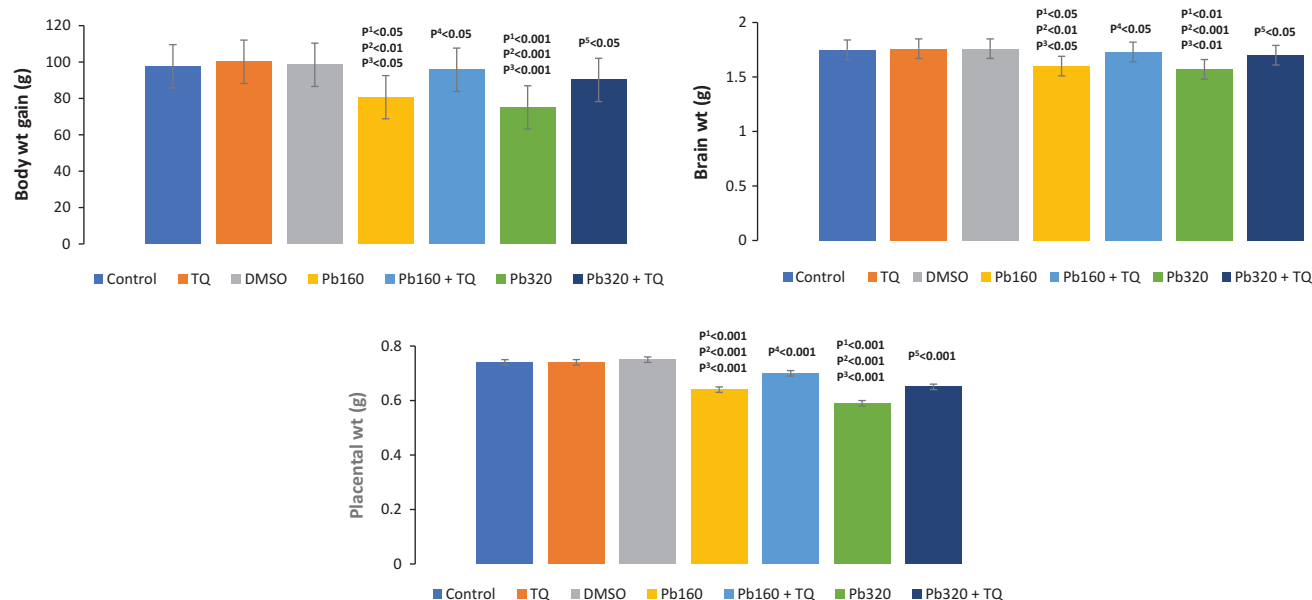 Body wt gain (g)
120
100
80
60
40
20
0
P¹<0.05
P²<0.01
P³<0.05
P⁴<0.05
P¹<0.001
P²<0.001
P³<0.001
P⁵<0.05
Control TQ DMSO Pb160 Pb160 + TQ Pb320 Pb320 + TQ
Brain wt (g)
2
1.5
1
0.5
0
P¹<0.05
P²<0.01
P³<0.05
P⁴<0.05
P¹<0.01
P²<0.001
P³<0.01
P⁵<0.05
Control TQ DMSO Pb160 Pb160 + TQ Pb320 Pb320 + TQ
Placental wt (g)
0.8
0.6
0.4
0.2
0
P¹<0.001
P²<0.001
P³<0.001
P⁴<0.001
P¹<0.001
P²<0.001
P³<0.001
P⁵<0.001
Control TQ DMSO Pb160 Pb160 + TQ Pb320 Pb320 + TQ